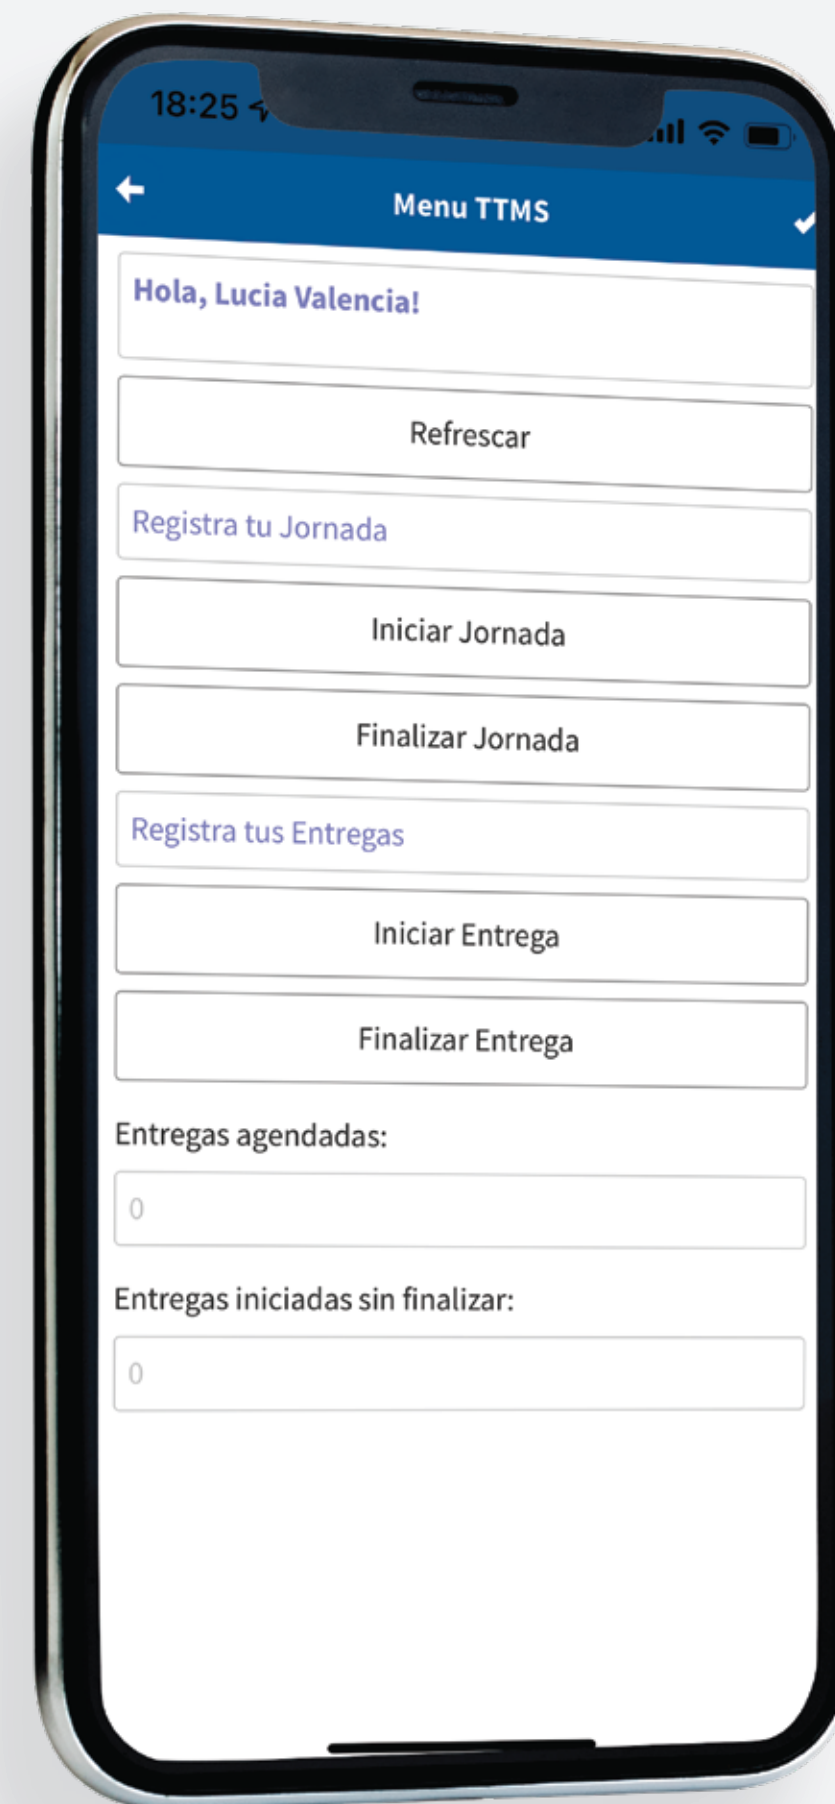 18:25
Menu TTMS
Hola, Lucia Valencia!
Refrescar
Registra tu Jornada
Iniciar Jornada
Finalizar Jornada
Registra tus Entregas
Iniciar Entrega
Finalizar Entrega
Entregas agendadas:
0
Entregas iniciadas sin finalizar:
0